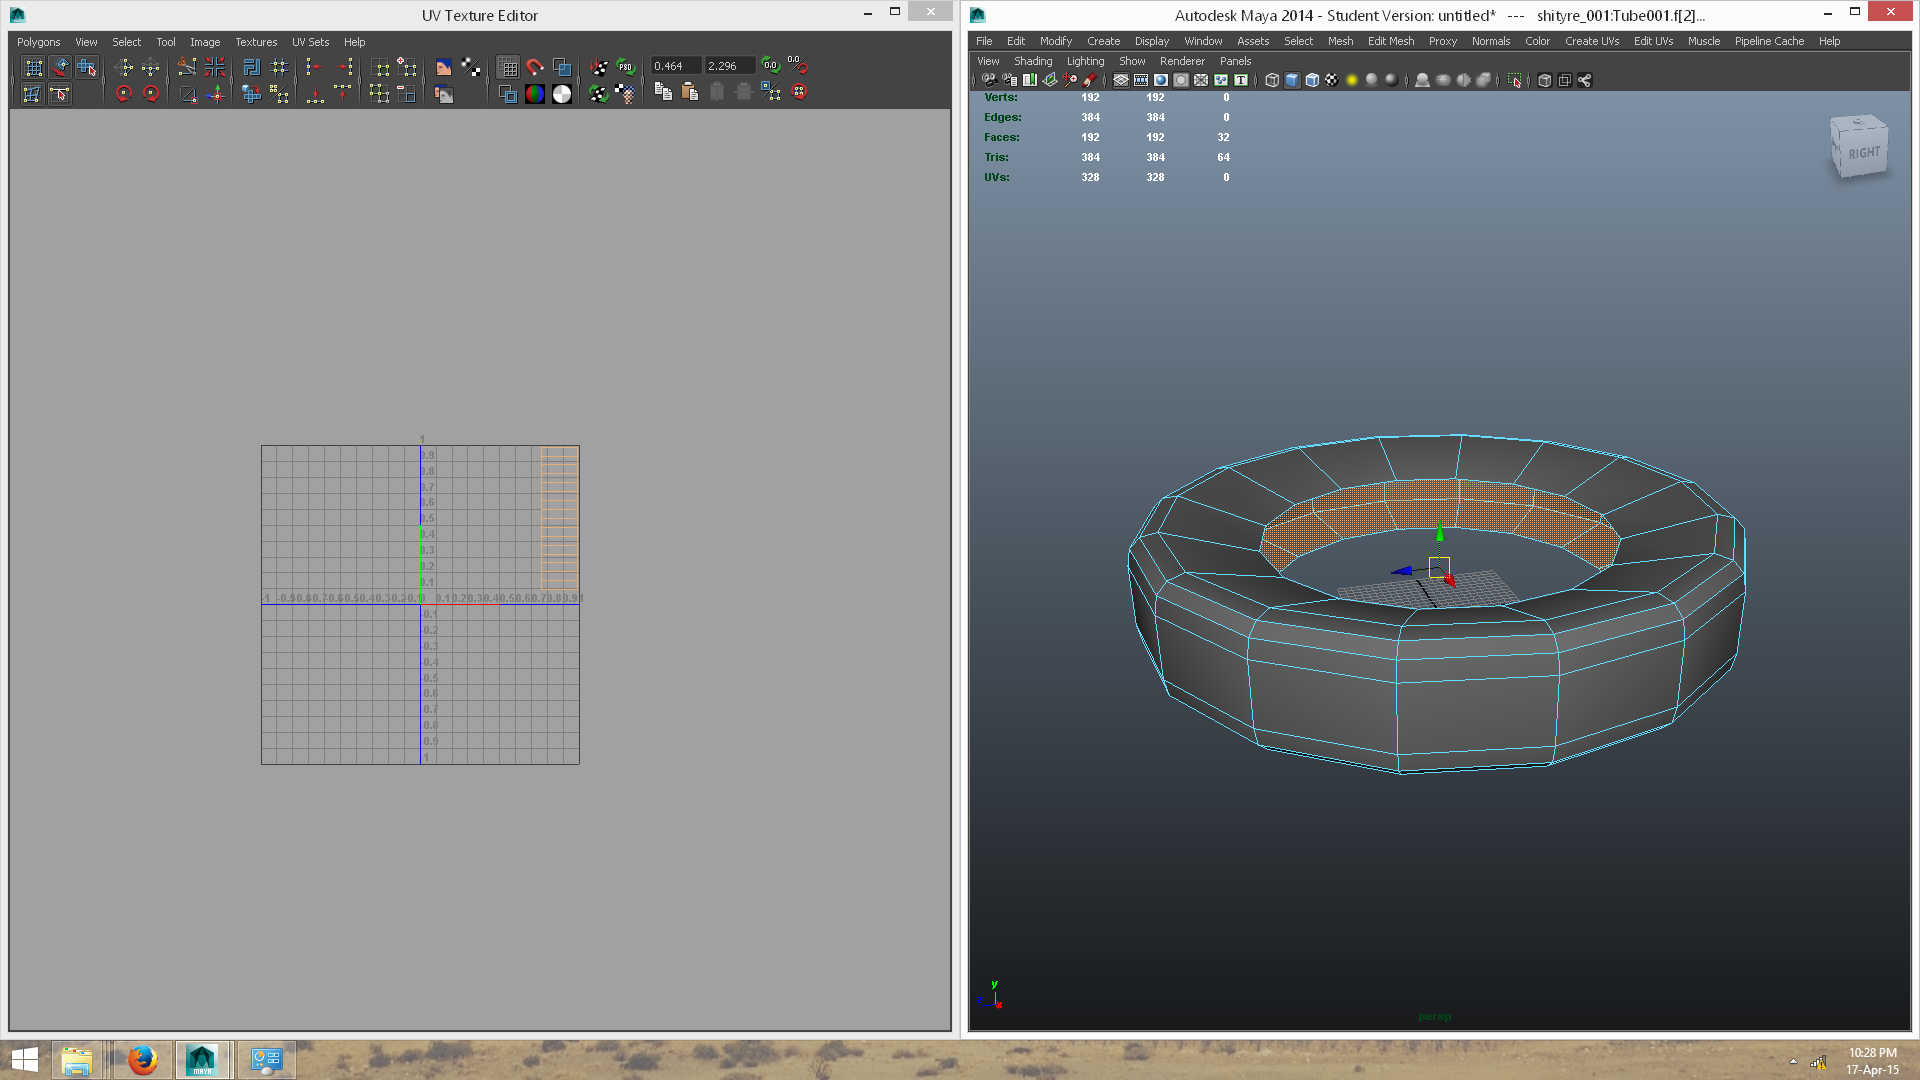 UV Texture Editor
Polygons View Select Tool Image Textures UV Sets Help
0.464 2.296 0.0 0.0
PSD
1
0.9
0.8
0.7
0.6
0.5
0.4
0.3
0.2
0.1
-1 -0.9 -0.8 -0.7 -0.6 -0.5 -0.4 -0.3 -0.2 -0.1 0 0.1 0.2 0.3 0.4 0.5 0.6 0.7 0.8 0.9 1
-0.1
-0.2
-0.3
-0.4
-0.5
-0.6
-0.7
-0.8
-0.9
-1
Autodesk Maya 2014 - Student Version: untitled* --- shityre_001:Tube001.f[2]...
File Edit Modify Create Display Window Assets Select Mesh Edit Mesh Proxy Normals Color Create UVs Edit UVs Muscle Pipeline Cache Help
View Shading Lighting Show Renderer Panels
Verts: 192 192 0
Edges: 384 384 0
Faces: 192 192 32
Tris: 384 384 64
UVs: 328 328 0
RIGHT
y
z x
persp
MAYA
10:28 PM
17-Apr-15